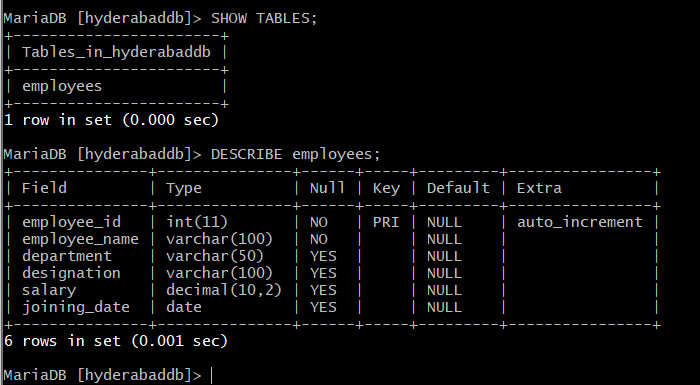 MariaDB [hyderabaddb]> SHOW TABLES;
+-----------------------+
| Tables_in_hyderabaddb |
+-----------------------+
| employees             |
+-----------------------+
1 row in set (0.000 sec)

MariaDB [hyderabaddb]> DESCRIBE employees;
+---------------+---------------+------+-----+---------+----------------+
| Field         | Type          | Null | Key | Default | Extra          |
+---------------+---------------+------+-----+---------+----------------+
| employee_id   | int(11)       | NO   | PRI | NULL    | auto_increment |
| employee_name | varchar(100)  | NO   |     | NULL    |                |
| department    | varchar(50)   | YES  |     | NULL    |                |
| designation   | varchar(100)  | YES  |     | NULL    |                |
| salary        | decimal(10,2) | YES  |     | NULL    |                |
| joining_date  | date          | YES  |     | NULL    |                |
+---------------+---------------+------+-----+---------+----------------+
6 rows in set (0.001 sec)

MariaDB [hyderabaddb]>